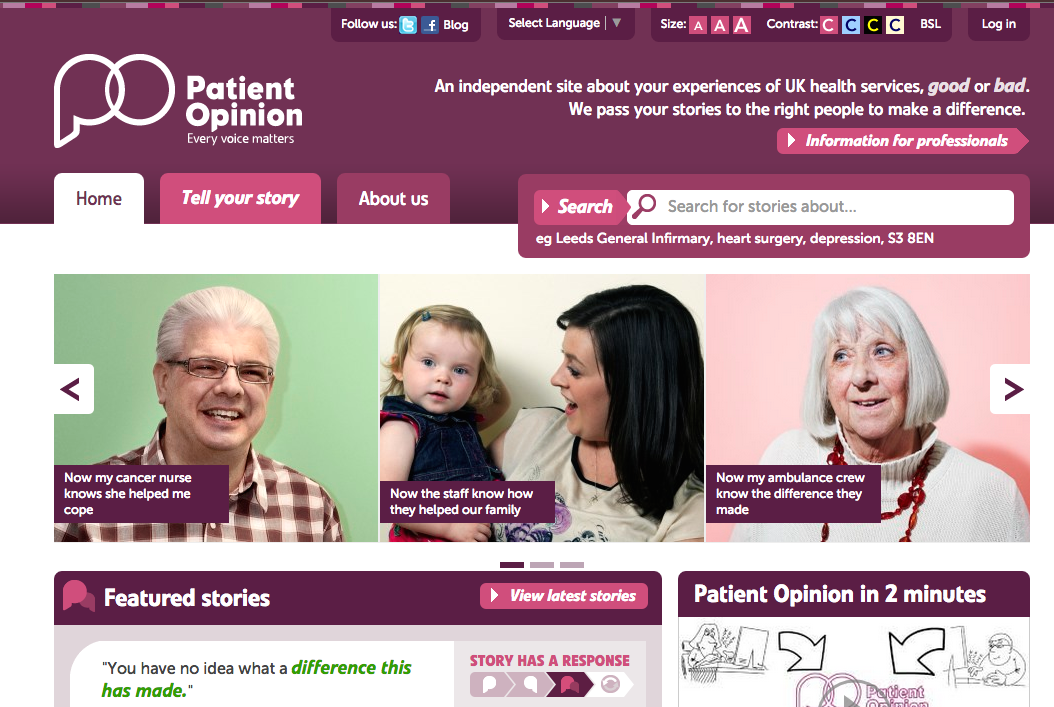 Follow us: Blog
Select Language ▼
Size: A A A Contrast: C C C C BSL
Log in
Patient
Opinion
Every voice matters
An independent site about your experiences of UK health services, good or bad.
We pass your stories to the right people to make a difference.
Information for professionals
Home
Tell your story
About us
Search
Search for stories about...
eg Leeds General Infirmary, heart surgery, depression, S3 8EN
<
>
Now my cancer nurse
knows she helped me
cope
Now the staff know how
they helped our family
Now my ambulance crew
know the difference they
made
Featured stories
View latest stories
"You have no idea what a difference this
has made."
STORY HAS A RESPONSE
Patient Opinion in 2 minutes
Patient
Opinion